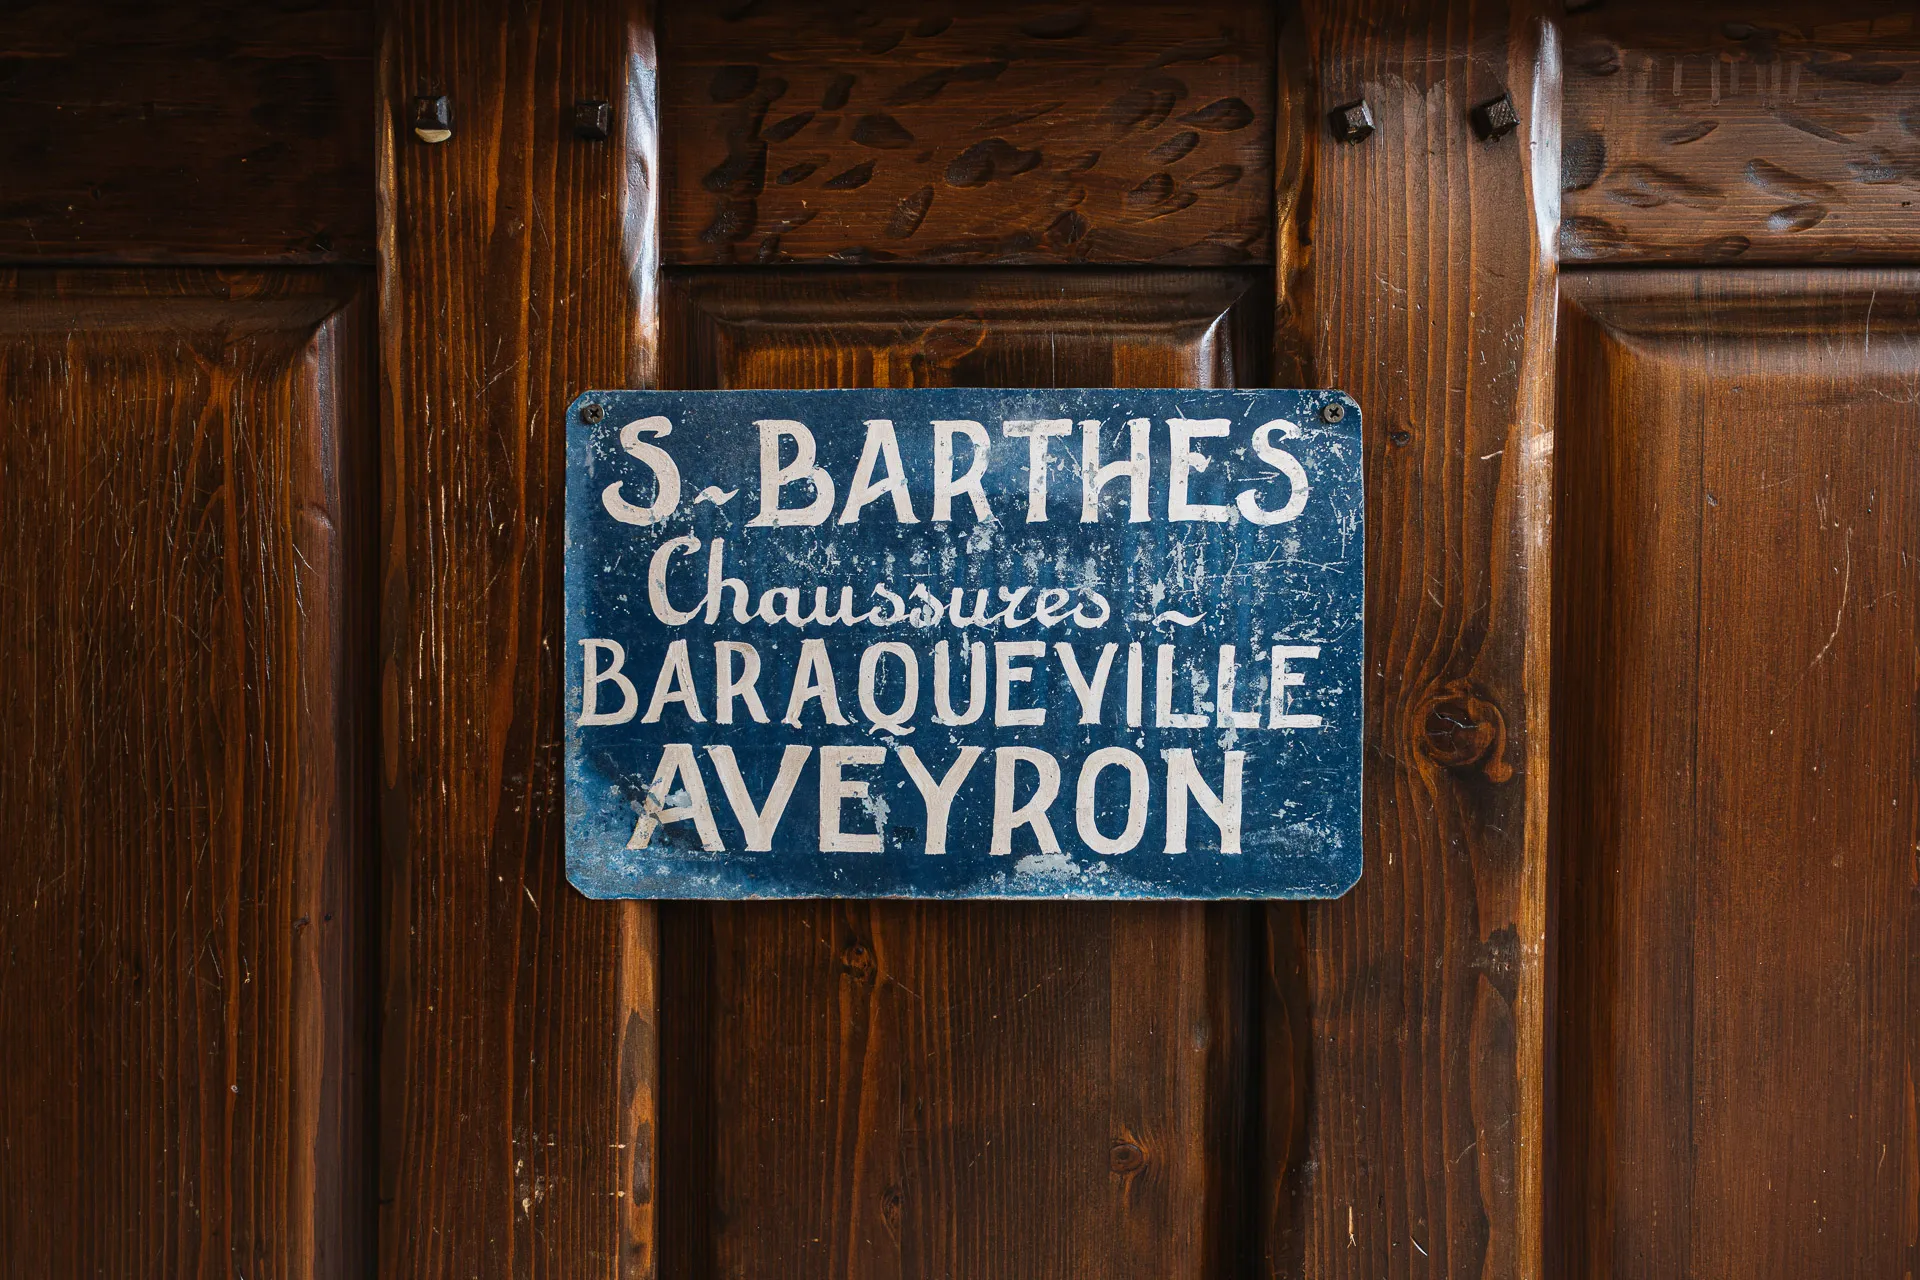 S~BARTHES
Chaussures ~
BARAQUEVILLE
AVEYRON